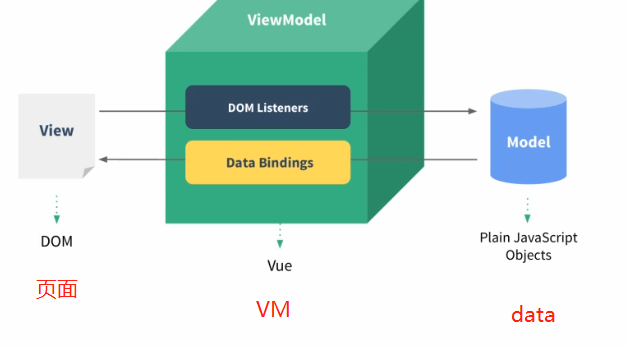 ViewModel
DOM Listeners
View
Model
Data Bindings
DOM
Vue
Plain JavaScript
Objects
页面
VM
data